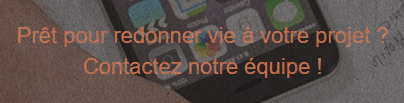 Prêt pour redonner vie à votre projet ?
Contactez notre équipe !